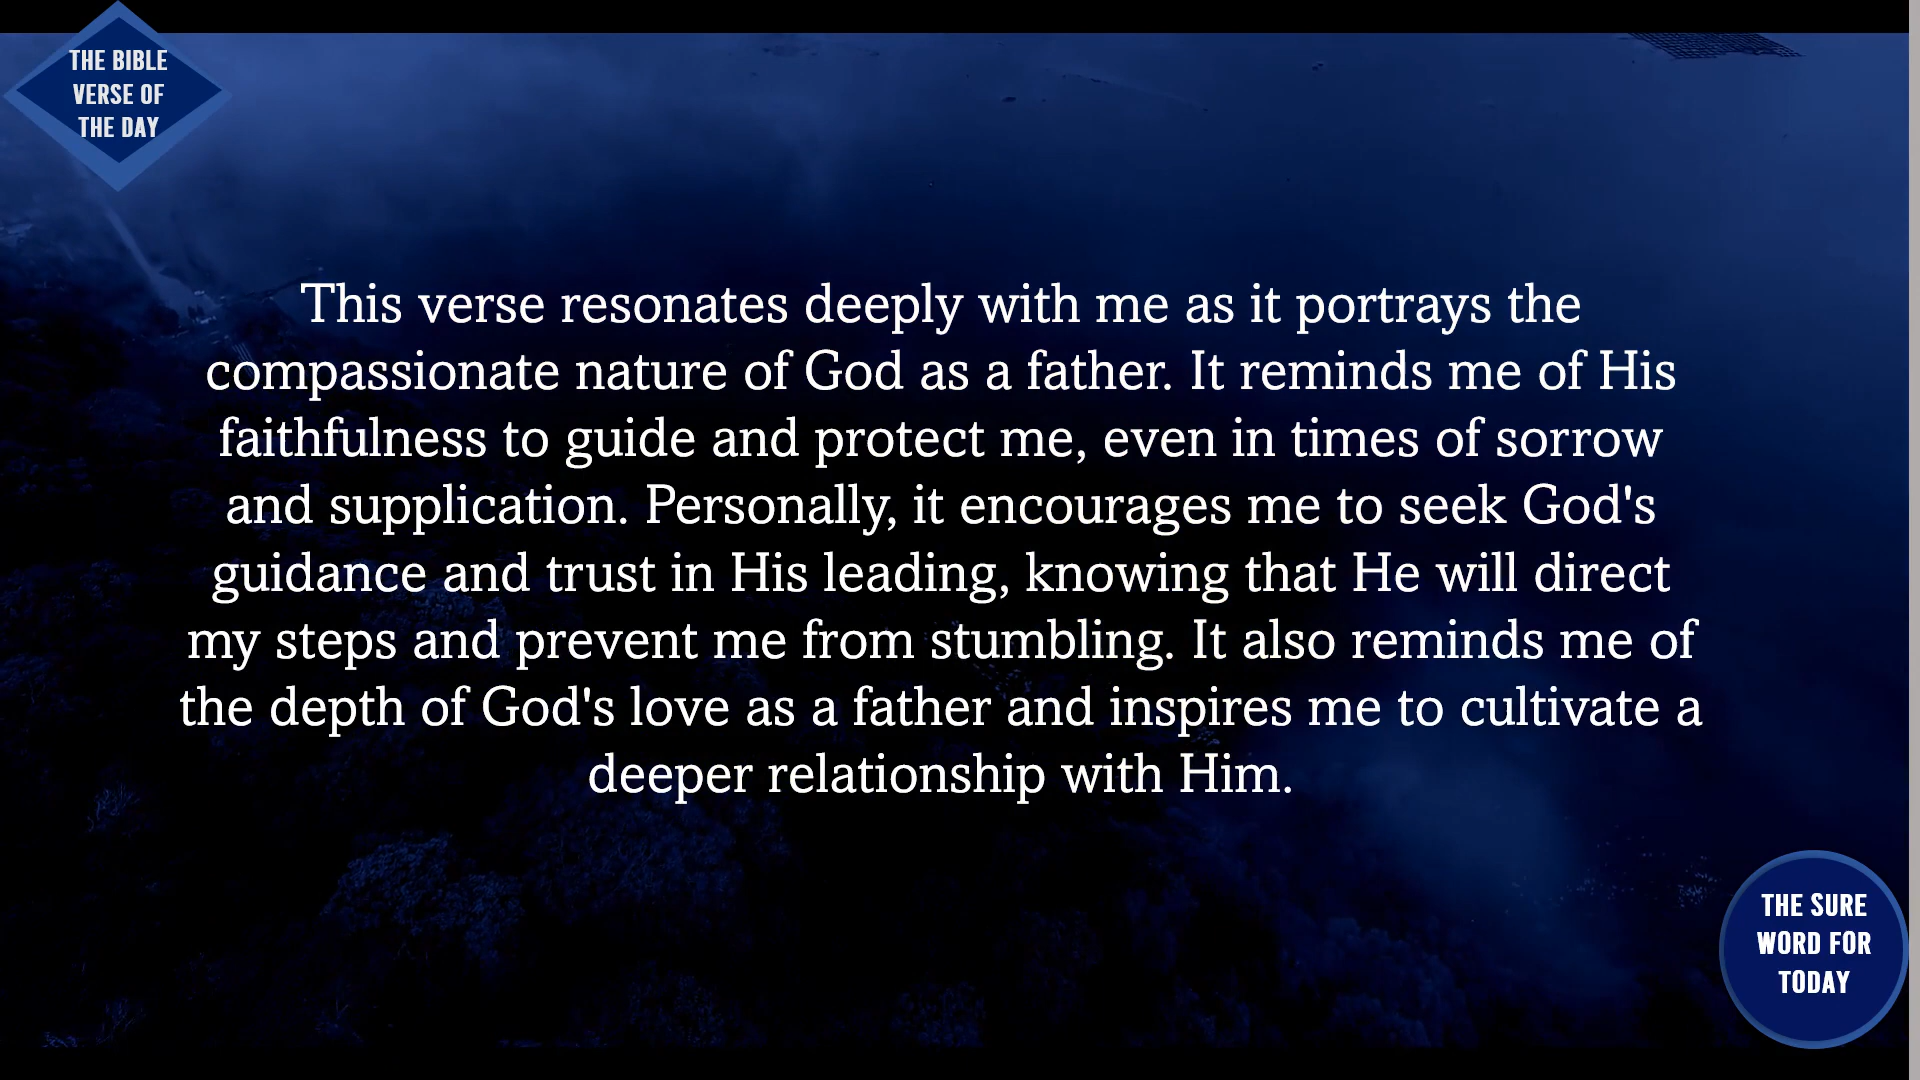 THE BIBLE
VERSE OF
THE DAY
This verse resonates deeply with me as it portrays the
compassionate nature of God as a father. It reminds me of His
faithfulness to guide and protect me, even in times of sorrow
and supplication. Personally, it encourages me to seek God's
guidance and trust in His leading, knowing that He will direct
my steps and prevent me from stumbling. It also reminds me of
the depth of God's love as a father and inspires me to cultivate a
deeper relationship with Him.
THE SURE
WORD FOR
TODAY